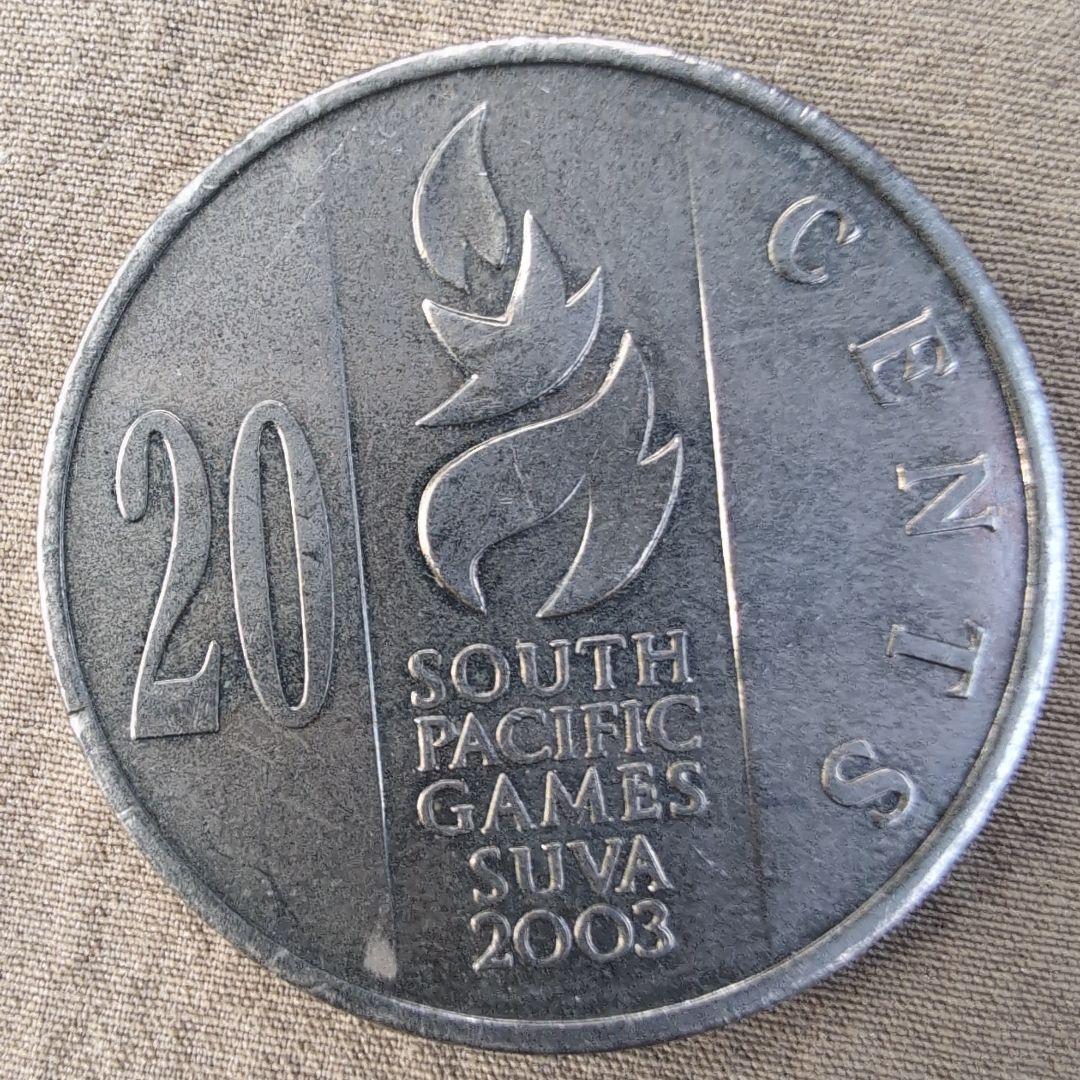 20
SOUTH
PACIFIC
GAMES
SUVA
2003
CENTS